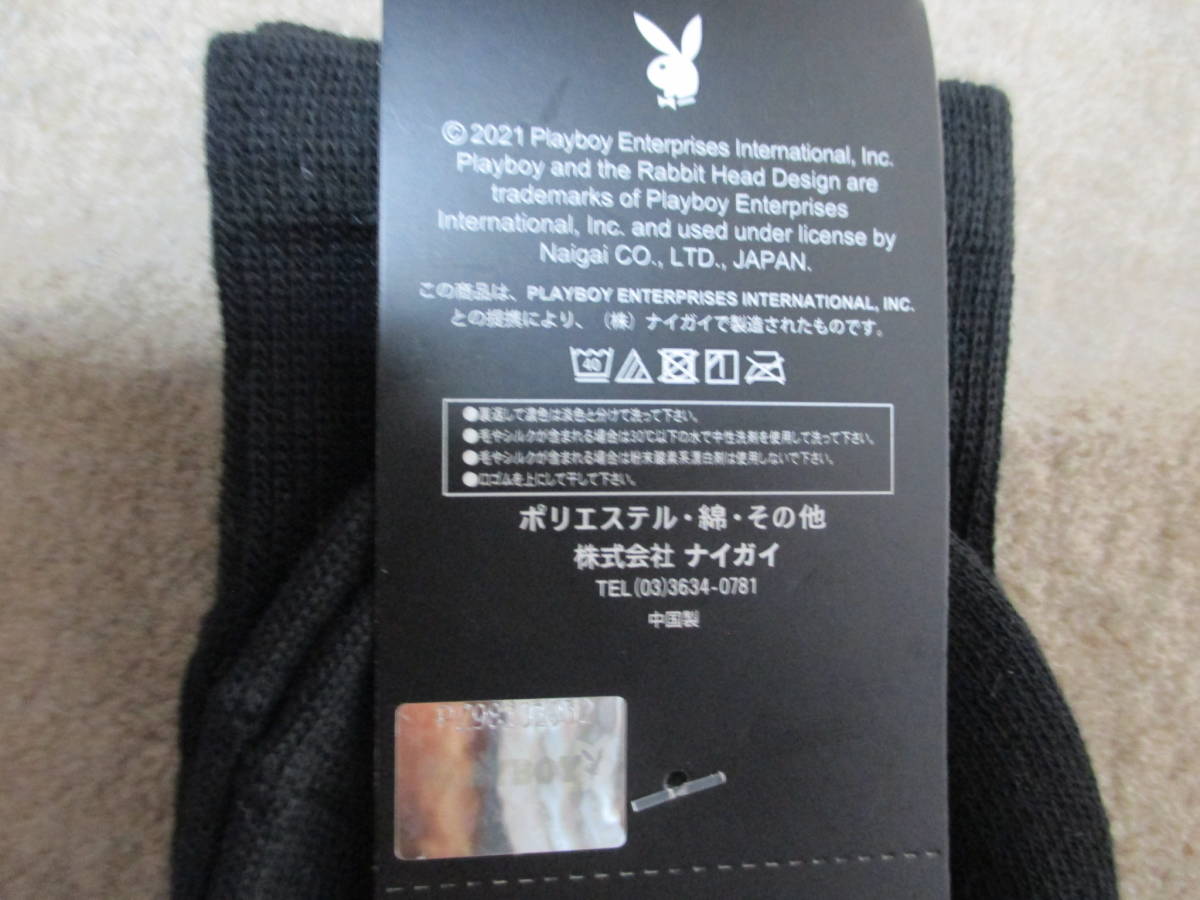 © 2021 Playboy Enterprises International, Inc.
Playboy and the Rabbit Head Design are
trademarks of Playboy Enterprises
International, Inc. and used under license by
Naigai CO., LTD., JAPAN.
この商品は、PLAYBOY ENTERPRISES INTERNATIONAL, INC.
との提携により、(株)ナイガイで製造されたものです。
40
●裏返して濃色は淡色と分けて洗って下さい。
●毛やシルクが含まれる場合は30℃以下の水で中性洗剤を使用して洗って下さい。
●毛やシルクが含まれる場合は粉末酸素系漂白剤は使用しないで下さい。
●口ゴムを上にして干して下さい。
ポリエステル・綿・その他
株式会社 ナイガイ
TEL(03)3634-0781
中国製